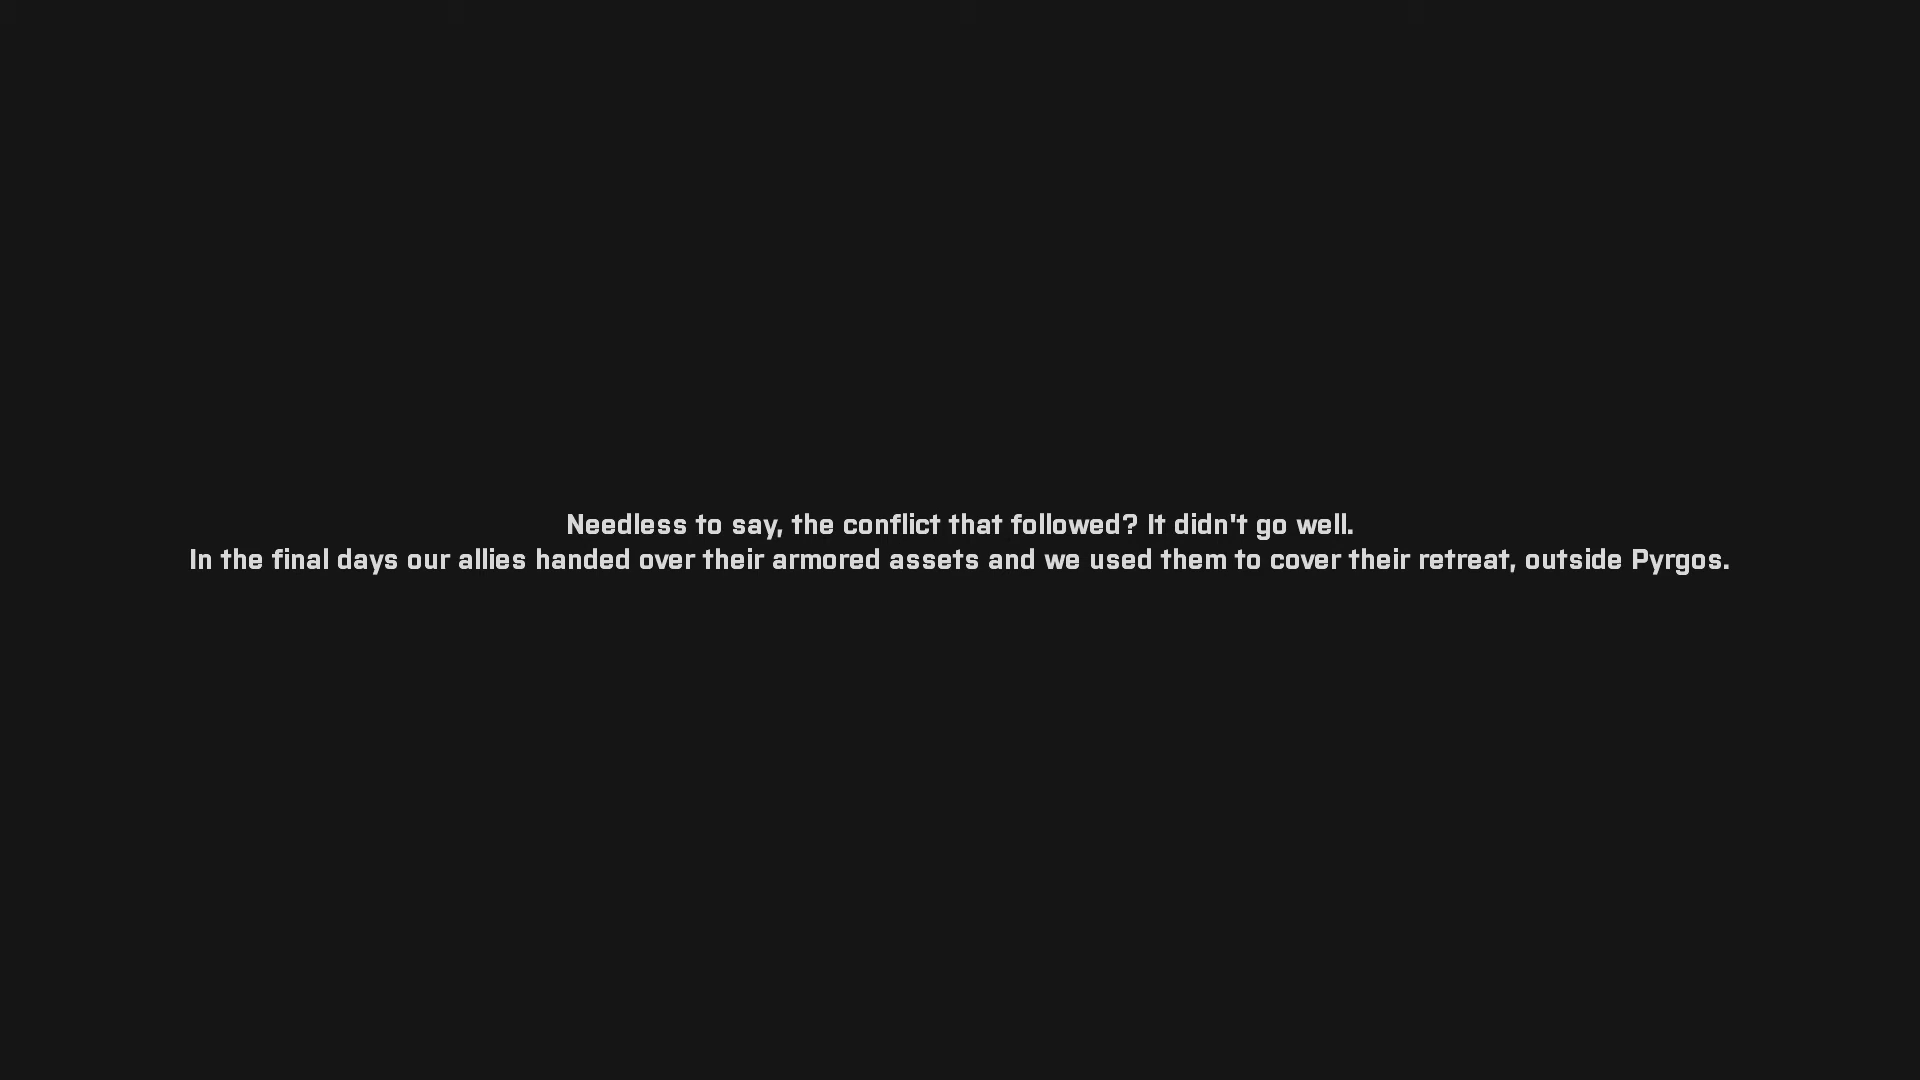 Needless to say, the conflict that followed? It didn't go well.
In the final days our allies handed over their armored assets and we used them to cover their retreat, outside Pyrgos.